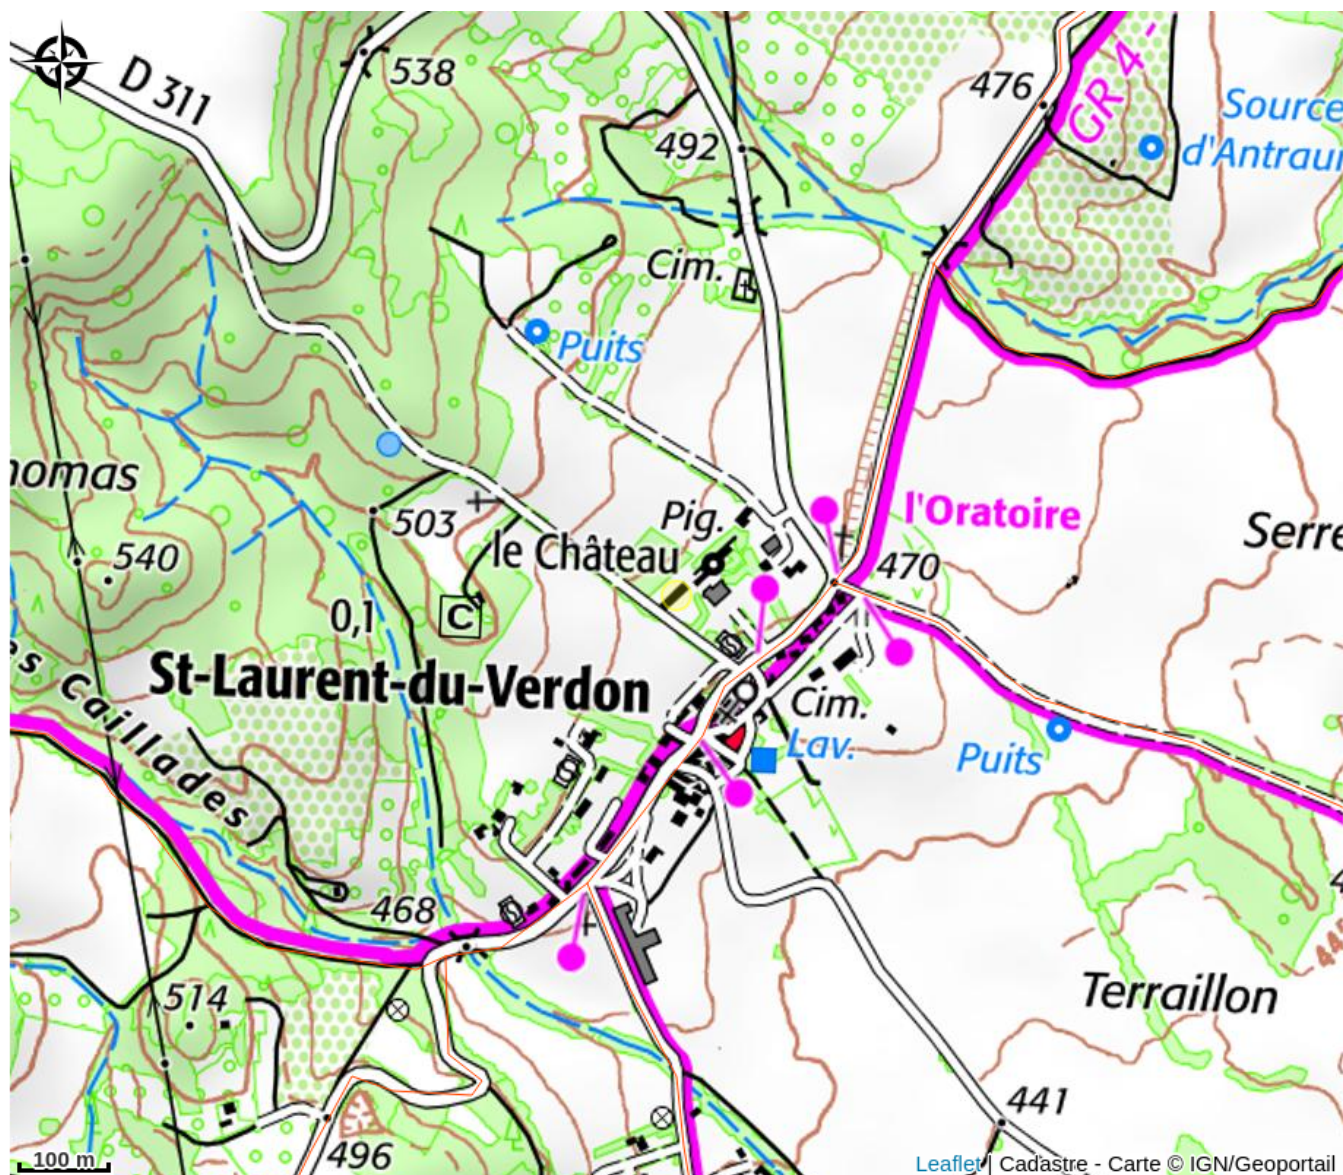 D 311
538
476
GR 4 -
Source
492
Cim.
Puits
homas
503
540
Pig.
le Château
l'Oratoire
470
Serre
0,1
C
St-Laurent-du-Verdon
Cim.
Lav.
Puits
Caillades
468
514
Terraillon
441
496
100 m
Leaflet | Cadastre - Carte © IGN/Geoportail